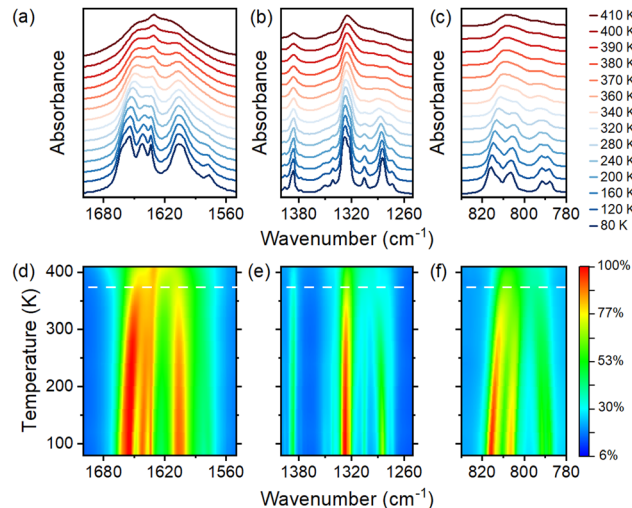 (a) (b) (c)
Absorbance Absorbance Absorbance
410 K
400 K
390 K
380 K
370 K
360 K
340 K
320 K
280 K
240 K
200 K
160 K
120 K
80 K
1680 1620 1560 1380 1320 1260 820 800 780
Wavenumber (cm-1)
(d) (e) (f)
Temperature (K)
400
300
200
100
100%
77%
53%
30%
6%
1680 1620 1560 1380 1320 1260 820 800 780
Wavenumber (cm-1)